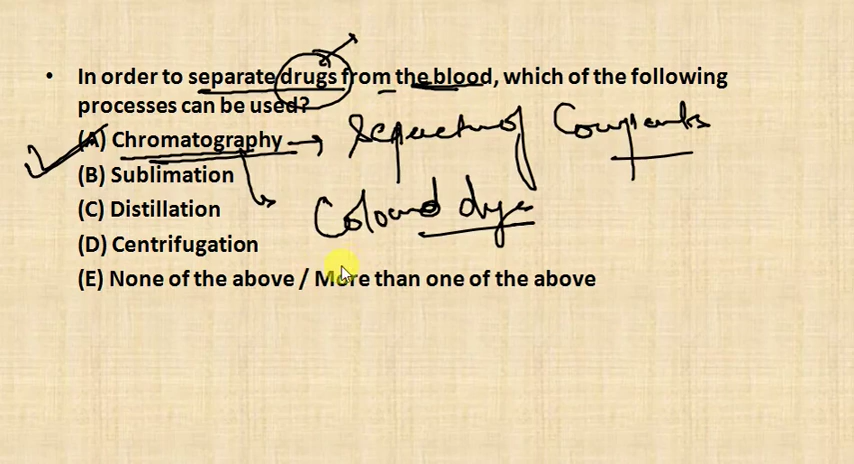 • In order to separate drugs from the blood, which of the following
processes can be used?
(A) Chromatography → Separation of Compounds
(B) Sublimation
Coloured dye
(C) Distillation
(D) Centrifugation
(E) None of the above / More than one of the above